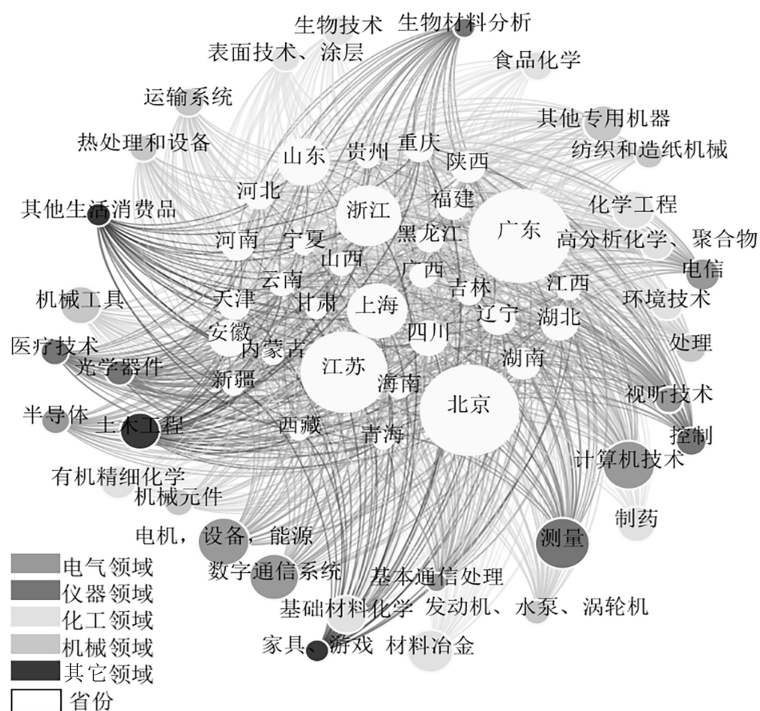 生物技术
生物材料分析
表面技术、涂层
食品化学
运输系统
其他专用机器
热处理和设备
山东
贵州
重庆
陕西
纺织和造纸机械
河北
浙江
福建
化学工程
其他生活消费品
广东
河南
宁夏
黑龙江
高分析化学、聚合物
山西
广西
电信
云南
吉林
江西
机械工具
天津
甘肃
上海
辽宁
湖北
环境技术
安徽
四川
医疗技术
内蒙古
处理
光学器件
江苏
湖南
新疆
海南
视听技术
半导体
北京
土木工程
西藏
青海
控制
计算机技术
有机精细化学
机械元件
制药
电机，设备，能源
测量
数字通信系统
基本通信处理
基础材料化学
发动机、水泵、涡轮机
家具、游戏
材料冶金
电气领域
仪器领域
化工领域
机械领域
其它领域
省份